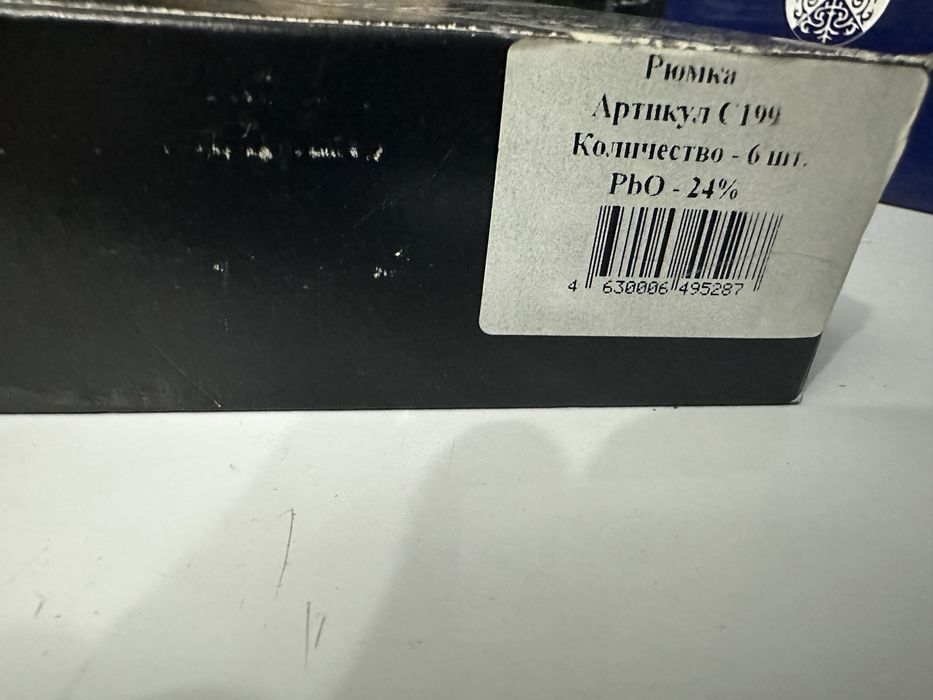 Рюмка
Артикул С199
Количество - 6 шт.
PbO - 24%
4 630006 495287